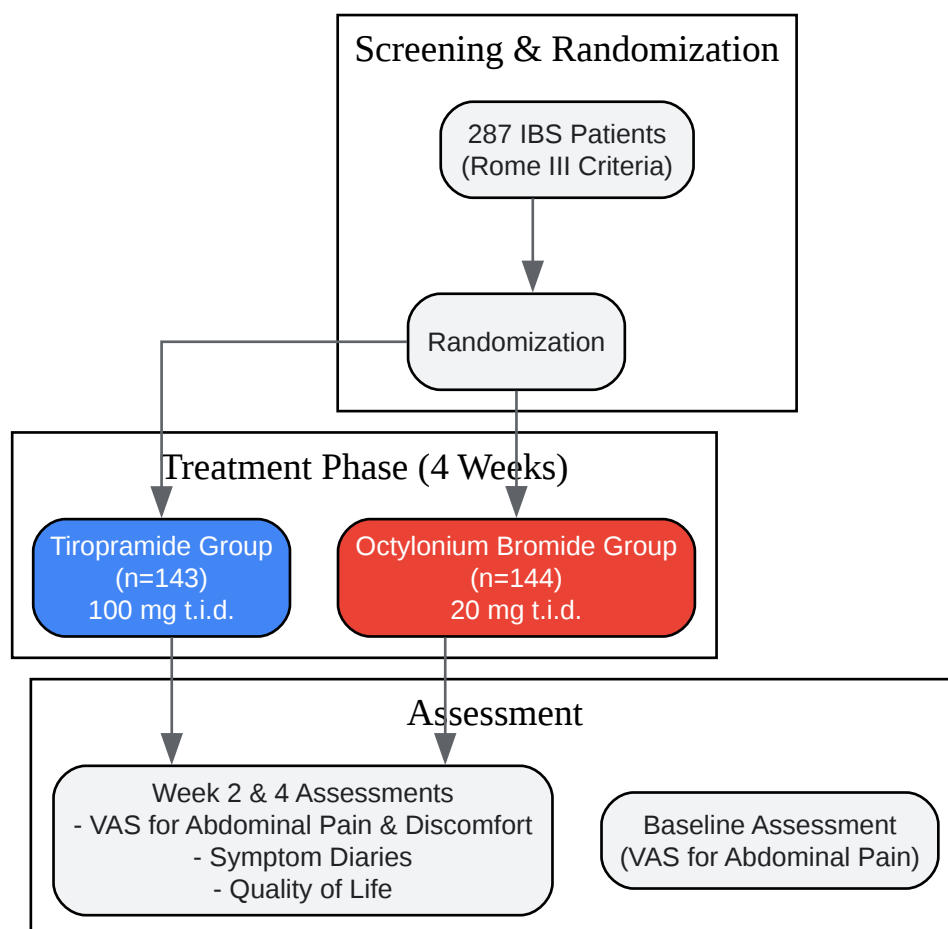 Screening & Randomization
287 IBS Patients
(Rome III Criteria)
Randomization
Treatment Phase (4 Weeks)
Tiropramide Group
(n=143)
100 mg t.i.d.
Octylonium Bromide Group
(n=144)
20 mg t.i.d.
Assessment
Week 2 & 4 Assessments
- VAS for Abdominal Pain & Discomfort
- Symptom Diaries
- Quality of Life
Baseline Assessment
(VAS for Abdominal Pain)